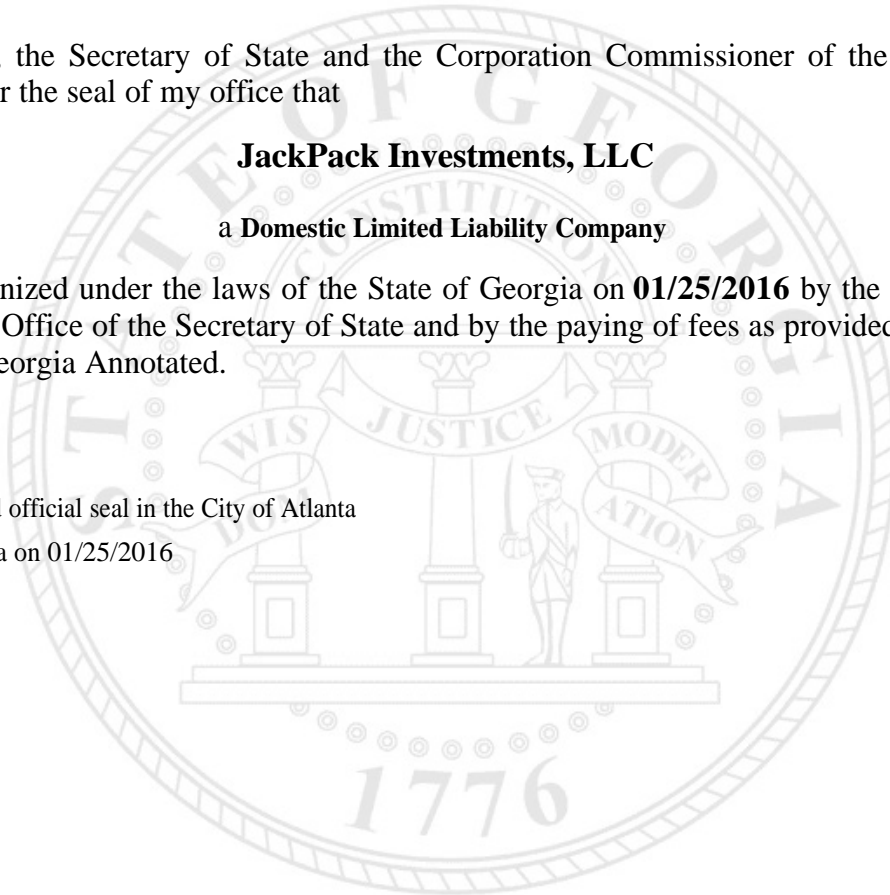 , the Secretary of State and the Corporation Commissioner of the
r the seal of my office that
JackPack Investments, LLC
a Domestic Limited Liability Company
nized under the laws of the State of Georgia on 01/25/2016 by the
Office of the Secretary of State and by the paying of fees as provided
eorgia Annotated.
l official seal in the City of Atlanta
a on 01/25/2016
STATE OF GEORGIA
CONSTITUTION
WISDOM
JUSTICE
MODERATION
1776